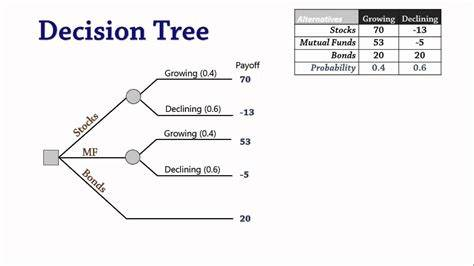 Decision Tree
Alternatives Growing Declining
Stocks 70 -13
Mutual Funds 53 -5
Bonds 20 20
Probability 0.4 0.6
Payoff
Growing (0.4) 70
Stocks
Declining (0.6) -13
Growing (0.4) 53
MF
Declining (0.6) -5
Bonds
20